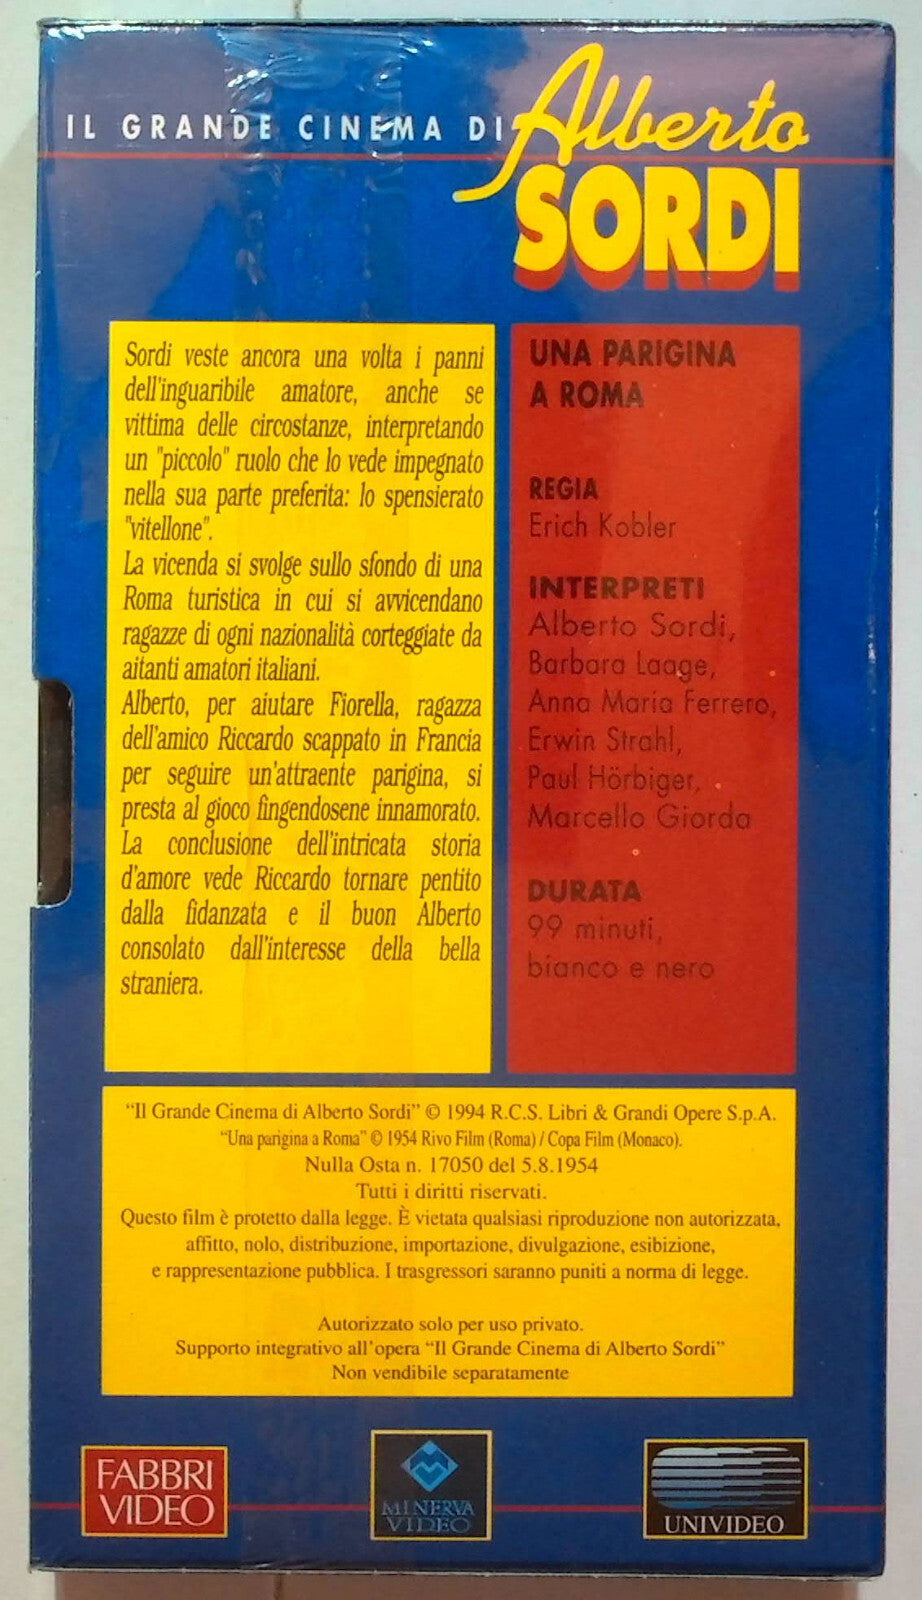 IL GRANDE CINEMA DI Alberto
SORDI
Sordi veste ancora una volta i panni
dell'inguaribile amatore, anche se
vittima delle circostanze, interpretando
un "piccolo" ruolo che lo vede impegnato
nella sua parte preferita: lo spensierato
"vitellone".
La vicenda si svolge sullo sfondo di una
Roma turistica in cui si avvicendano
ragazze di ogni nazionalità corteggiate da
aitanti amatori italiani.
Alberto, per aiutare Fiorella, ragazza
dell'amico Riccardo scappato in Francia
per seguire un'attraente parigina, si
presta al gioco fingendosene innamorato.
La conclusione dell'intricata storia
d'amore vede Riccardo tornare pentito
dalla fidanzata e il buon Alberto
consolato dall'interesse della bella
straniera.
UNA PARIGINA
A ROMA
REGIA
Erich Kobler
INTERPRETI
Alberto Sordi,
Barbara Laage,
Anna Maria Ferrero,
Erwin Strahl,
Paul Hörbiger,
Marcello Giorda
DURATA
99 minuti,
bianco e nero
“Il Grande Cinema di Alberto Sordi” © 1994 R.C.S. Libri & Grandi Opere S.p.A.
“Una parigina a Roma” © 1954 Rivo Film (Roma) / Copa Film (Monaco).
Nulla Osta n. 17050 del 5.8.1954
Tutti i diritti riservati.
Questo film è protetto dalla legge. È vietata qualsiasi riproduzione non autorizzata,
affitto, nolo, distribuzione, importazione, divulgazione, esibizione,
e rappresentazione pubblica. I trasgressori saranno puniti a norma di legge.
Autorizzato solo per uso privato.
Supporto integrativo all'opera “Il Grande Cinema di Alberto Sordi”
Non vendibile separatamente
FABBRI
VIDEO
MINERVA
VIDEO
UNIVIDEO